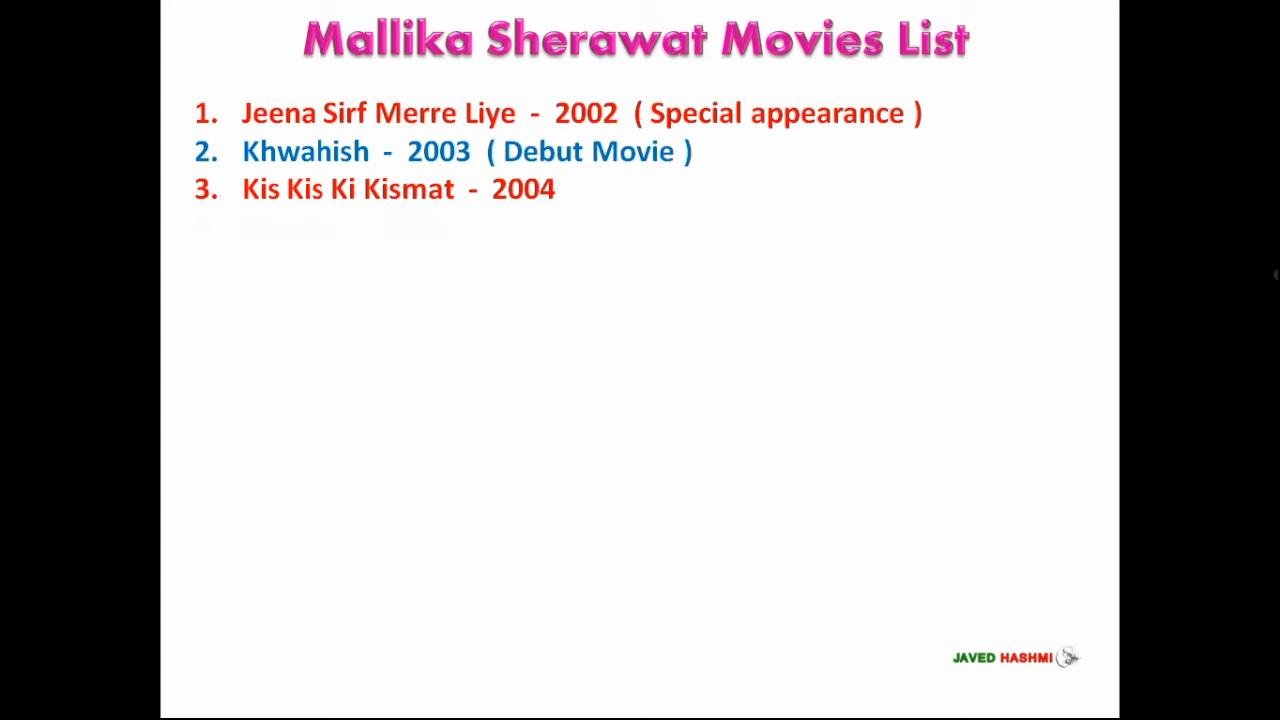 Mallika Sherawat Movies List
1. Jeena Sirf Merre Liye - 2002 ( Special appearance )
2. Khwahish - 2003 ( Debut Movie )
3. Kis Kis Ki Kismat - 2004
JAVED HASHMI